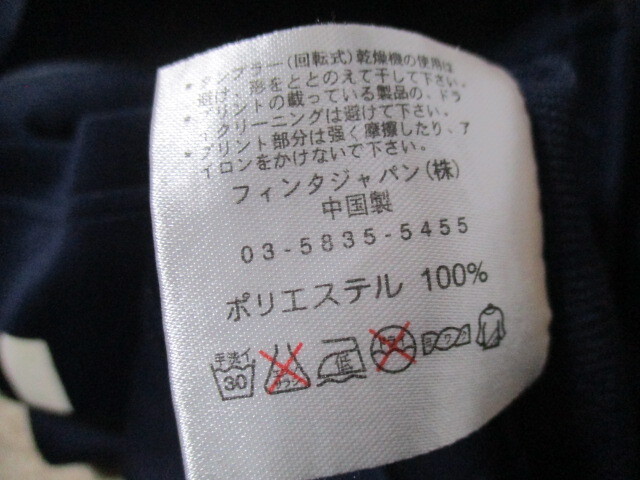 ・タンブラー(回転式)乾燥機の使用は
避け、形をととのえて干して下さい。
・プリントの載っている製品の、ドラ
イクリーニングは避けて下さい。
・プリント部分は強く摩擦したり、ア
イロンをかけないで下さい。
フィンタジャパン(株)
中国製
03-5835-5455
ポリエステル 100%
手洗イ
30
低